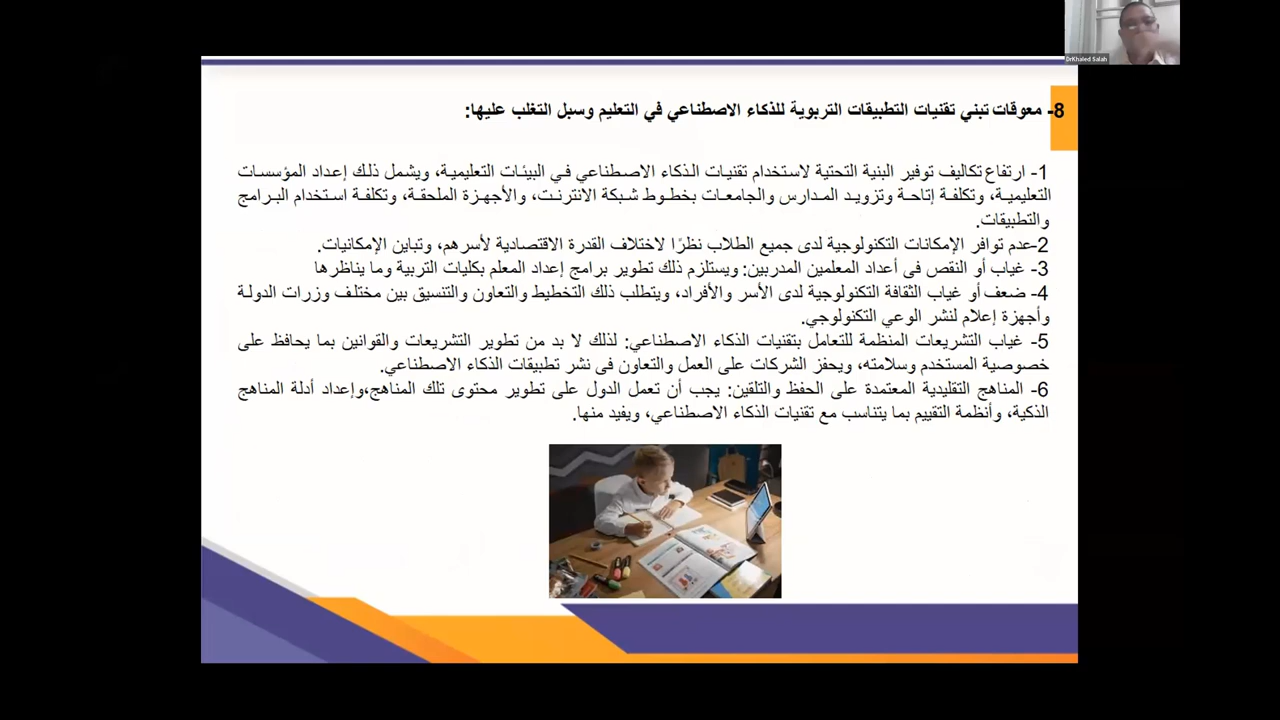 DrKhaled Salah
8- معوقات تبني تقنيات التطبيقات التربوية للذكاء الاصطناعي في التعليم وسبل التغلب عليها:
1- ارتفاع تكاليف توفير البنية التحتية لاستخدام تقنيات الذكاء الاصطناعي في البيئات التعليمية، ويشمل ذلك إعداد المؤسسات
التعليمية، وتكلفة إتاحة وتزويد المدارس والجامعات بخطوط شبكة الانترنت، والأجهزة الملحقة، وتكلفة استخدام البرامج
والتطبيقات.
2-عدم توافر الإمكانات التكنولوجية لدى جميع الطلاب نظرًا لاختلاف القدرة الاقتصادية لأسرهم، وتباين الإمكانيات.
3- غياب أو النقص فى أعداد المعلمين المدربين: ويستلزم ذلك تطوير برامج إعداد المعلم بكليات التربية وما يناظرها
4- ضعف أو غياب الثقافة التكنولوجية لدى الأسر والأفراد، ويتطلب ذلك التخطيط والتعاون والتنسيق بين مختلف وزرات الدولة
وأجهزة إعلام لنشر الوعي التكنولوجي.
5- غياب التشريعات المنظمة للتعامل بتقنيات الذكاء الاصطناعي: لذلك لا بد من تطوير التشريعات والقوانين بما يحافظ على
خصوصية المستخدم وسلامته، ويحفز الشركات على العمل والتعاون فى نشر تطبيقات الذكاء الاصطناعي.
6- المناهج التقليدية المعتمدة على الحفظ والتلقين: يجب أن تعمل الدول على تطوير محتوى تلك المناهج،وإعداد أدلة المناهج
الذكية، وأنظمة التقييم بما يتناسب مع تقنيات الذكاء الاصطناعي، ويفيد منها.